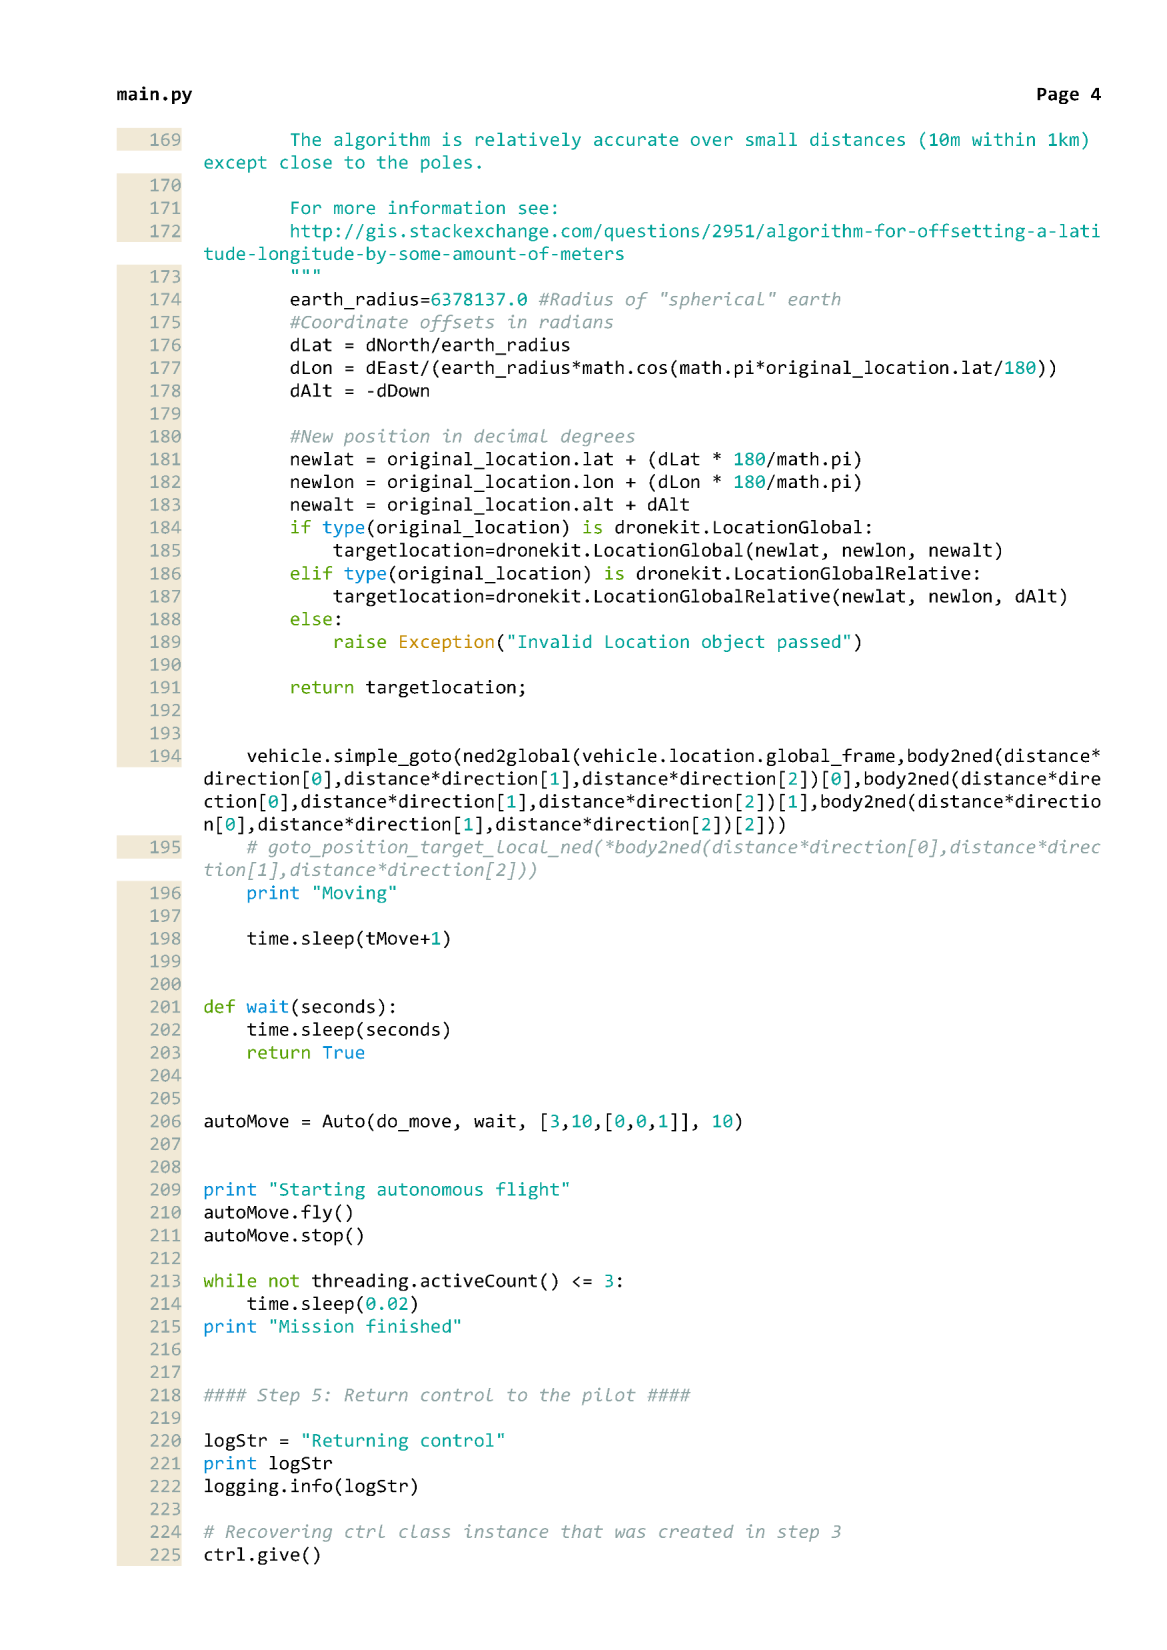 main.py Page 4
169 The algorithm is relatively accurate over small distances (10m within 1km)
except close to the poles.
170
171 For more information see:
172 http://gis.stackexchange.com/questions/2951/algorithm-for-offsetting-a-lati
tude-longitude-by-some-amount-of-meters
173 """
174 earth_radius=6378137.0 #Radius of "spherical" earth
175 #Coordinate offsets in radians
176 dLat = dNorth/earth_radius
177 dLon = dEast/(earth_radius*math.cos(math.pi*original_location.lat/180))
178 dAlt = -dDown
179
180 #New position in decimal degrees
181 newlat = original_location.lat + (dLat * 180/math.pi)
182 newlon = original_location.lon + (dLon * 180/math.pi)
183 newalt = original_location.alt + dAlt
184 if type(original_location) is dronekit.LocationGlobal:
185 targetlocation=dronekit.LocationGlobal(newlat, newlon, newalt)
186 elif type(original_location) is dronekit.LocationGlobalRelative:
187 targetlocation=dronekit.LocationGlobalRelative(newlat, newlon, dAlt)
188 else:
189 raise Exception("Invalid Location object passed")
190
191 return targetlocation;
192
193
194 vehicle.simple_goto(ned2global(vehicle.location.global_frame,body2ned(distance*
direction[0],distance*direction[1],distance*direction[2])[0],body2ned(distance*dire
ction[0],distance*direction[1],distance*direction[2])[1],body2ned(distance*directio
n[0],distance*direction[1],distance*direction[2])[2]))
195 # goto_position_target_local_ned(*body2ned(distance*direction[0],distance*direc
tion[1],distance*direction[2]))
196 print "Moving"
197
198 time.sleep(tMove+1)
199
200
201 def wait(seconds):
202 time.sleep(seconds)
203 return True
204
205
206 autoMove = Auto(do_move, wait, [3,10,[0,0,1]], 10)
207
208
209 print "Starting autonomous flight"
210 autoMove.fly()
211 autoMove.stop()
212
213 while not threading.activeCount() <= 3:
214 time.sleep(0.02)
215 print "Mission finished"
216
217
218 #### Step 5: Return control to the pilot ####
219
220 logStr = "Returning control"
221 print logStr
222 logging.info(logStr)
223
224 # Recovering ctrl class instance that was created in step 3
225 ctrl.give()